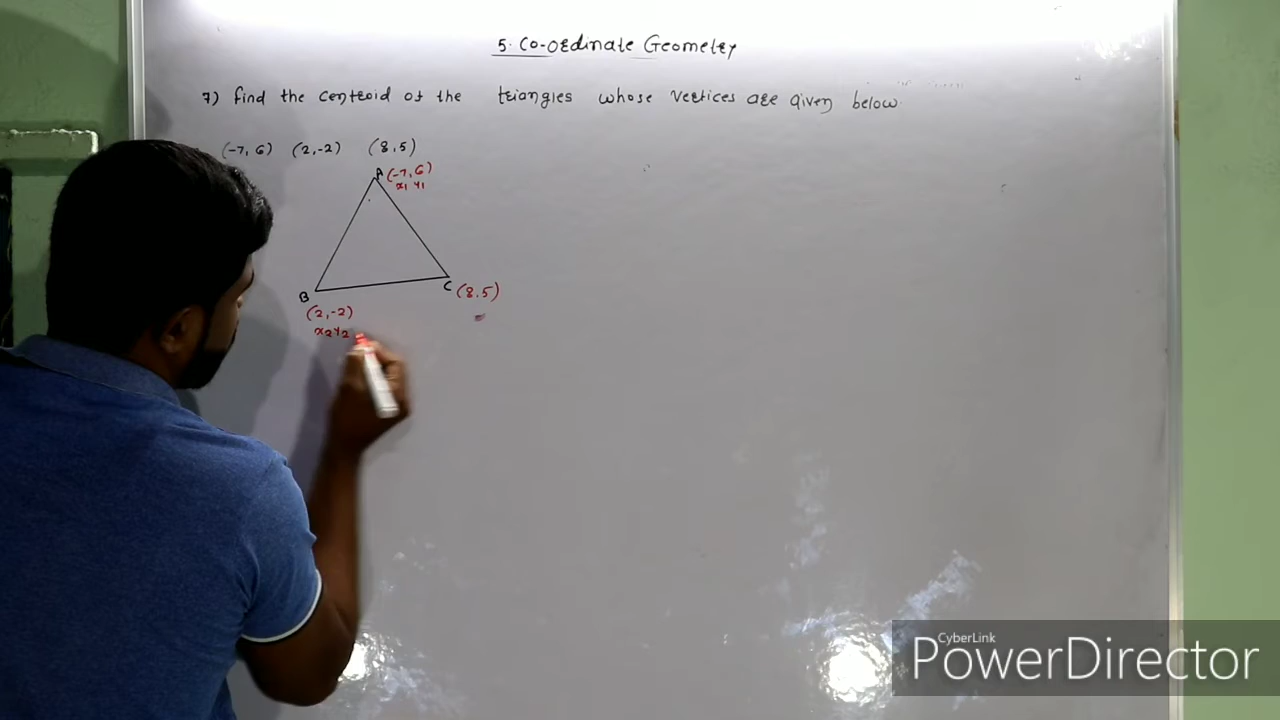 5. Co-ordinate Geometry
7) find the centroid of the triangles whose vertices are given below.
(-7, 6) (2,-2) (8,5)
A (-7, 6)
x1 y1
B C (8,5)
(2,-2)
x2 y2
CyberLink
PowerDirector